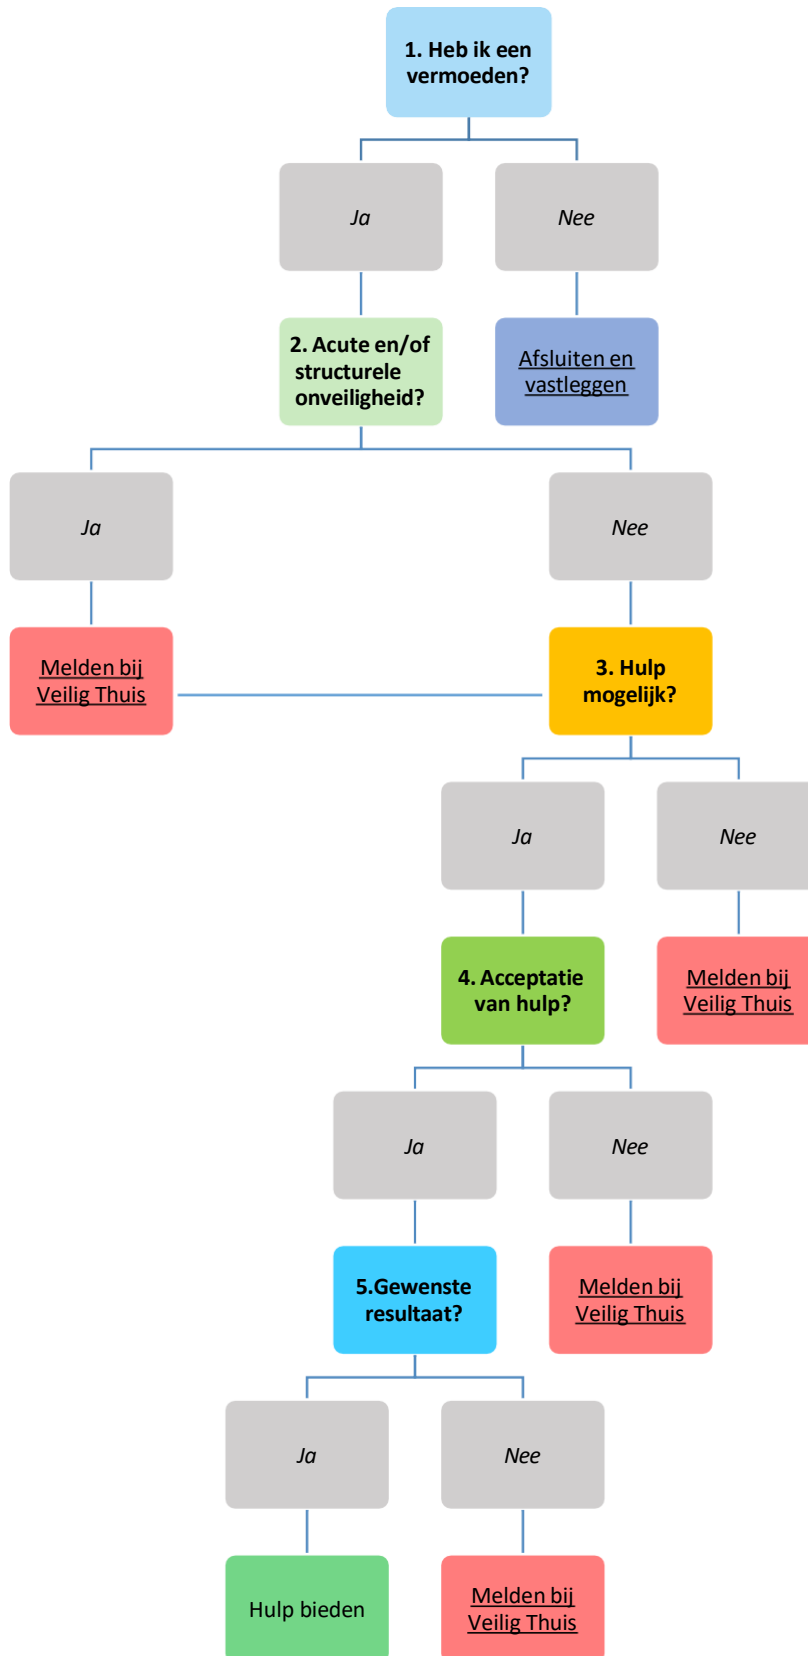 1. Heb ik een
vermoeden?
Ja
Nee
2. Acute en/of
structurele
onveiligheid?
Afsluiten en
vastleggen
Ja
Nee
Melden bij
Veilig Thuis
3. Hulp
mogelijk?
Ja
Nee
4. Acceptatie
van hulp?
Melden bij
Veilig Thuis
Ja
Nee
5.Gewenste
resultaat?
Melden bij
Veilig Thuis
Ja
Nee
Hulp bieden
Melden bij
Veilig Thuis